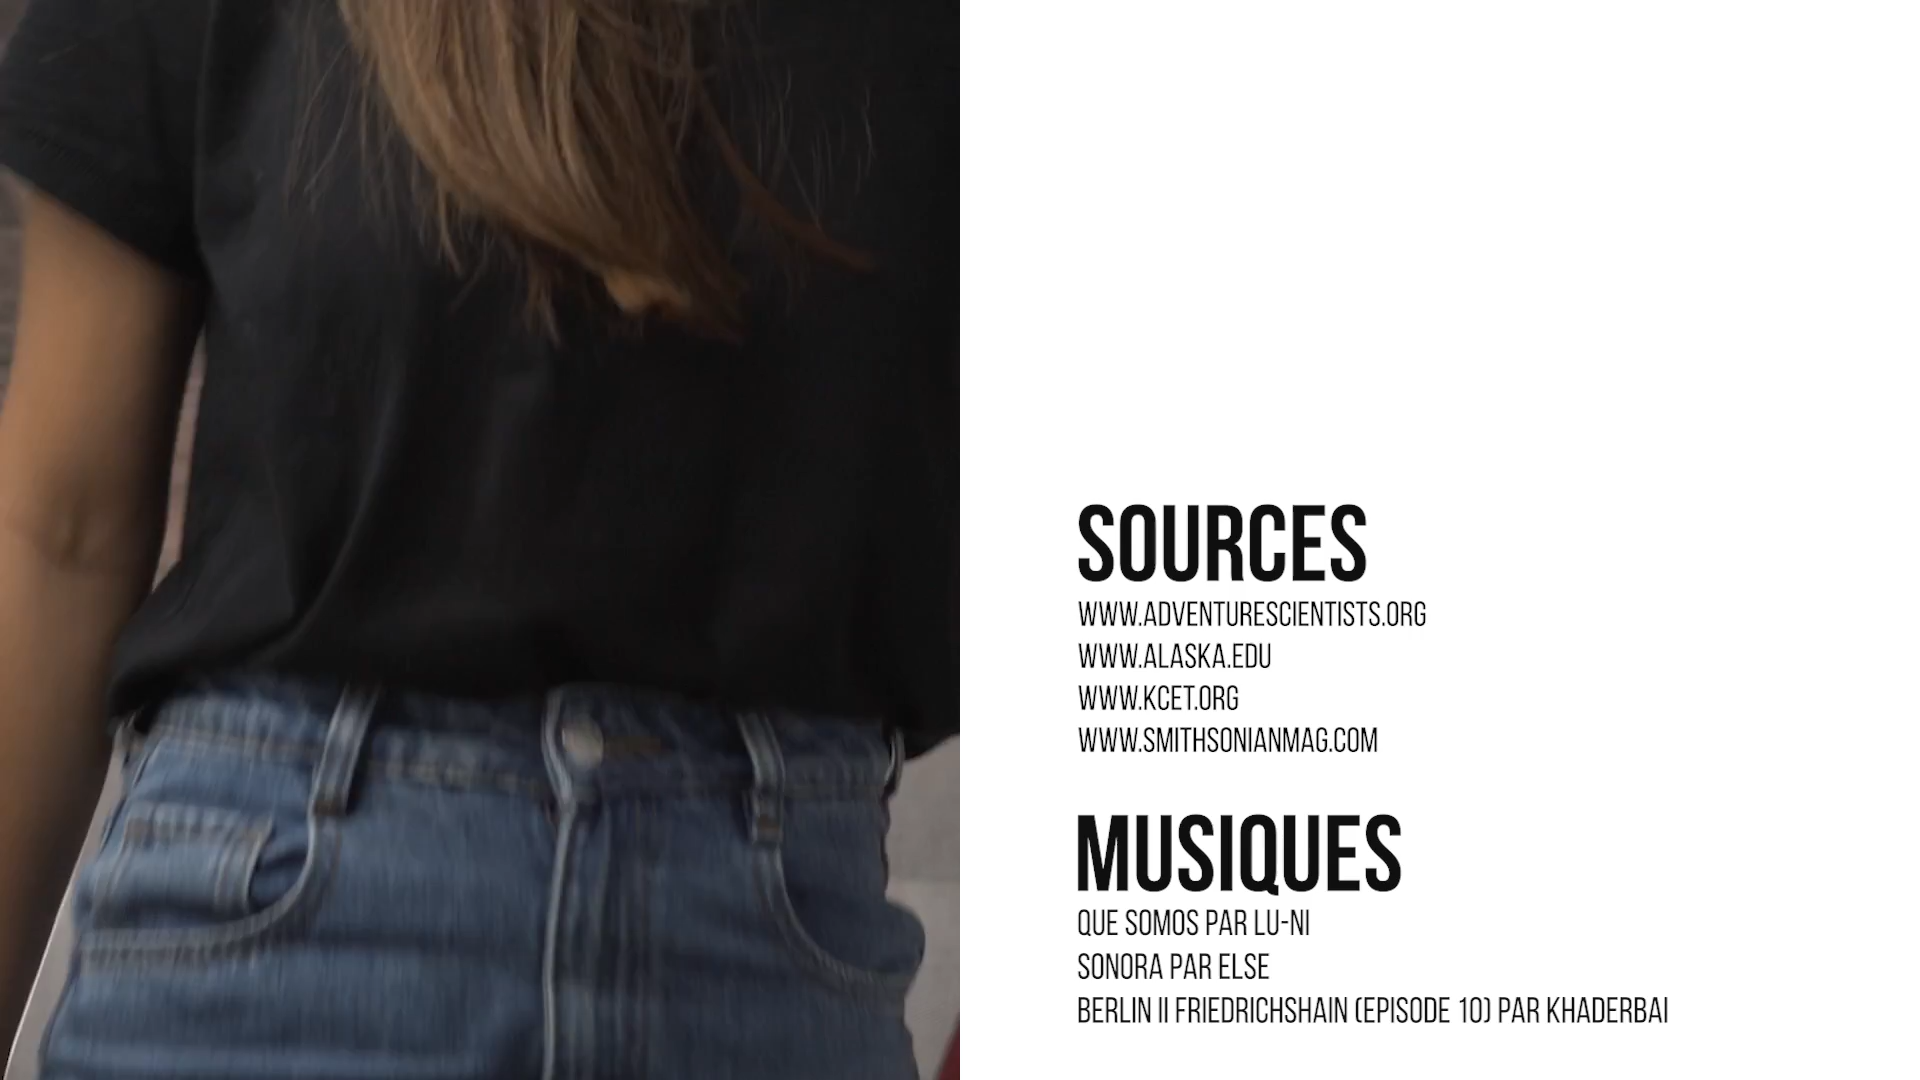 SOURCES
WWW.ADVENTURESCIENTISTS.ORG
WWW.ALASKA.EDU
WWW.KCET.ORG
WWW.SMITHSONIANMAG.COM
MUSIQUES
QUE SOMOS PAR LU-NI
SONORA PAR ELSE
BERLIN II FRIEDRICHSHAIN (EPISODE 10) PAR KHADERBAI